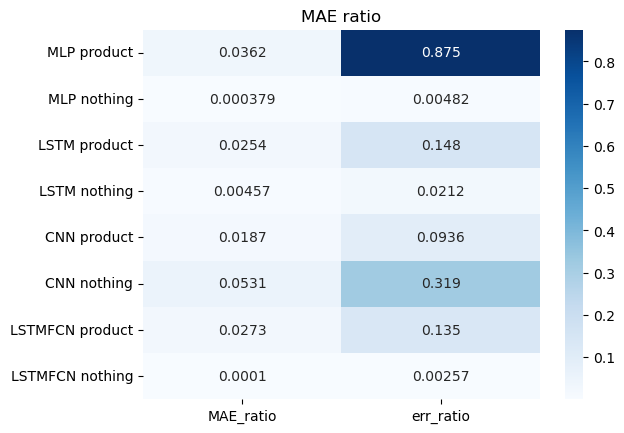 MAE ratio
MLP product 0.0362 0.875
MLP nothing 0.000379 0.00482
LSTM product 0.0254 0.148
LSTM nothing 0.00457 0.0212
CNN product 0.0187 0.0936
CNN nothing 0.0531 0.319
LSTMFCN product 0.0273 0.135
LSTMFCN nothing 0.0001 0.00257
MAE_ratio err_ratio
0.8
0.7
0.6
0.5
0.4
0.3
0.2
0.1